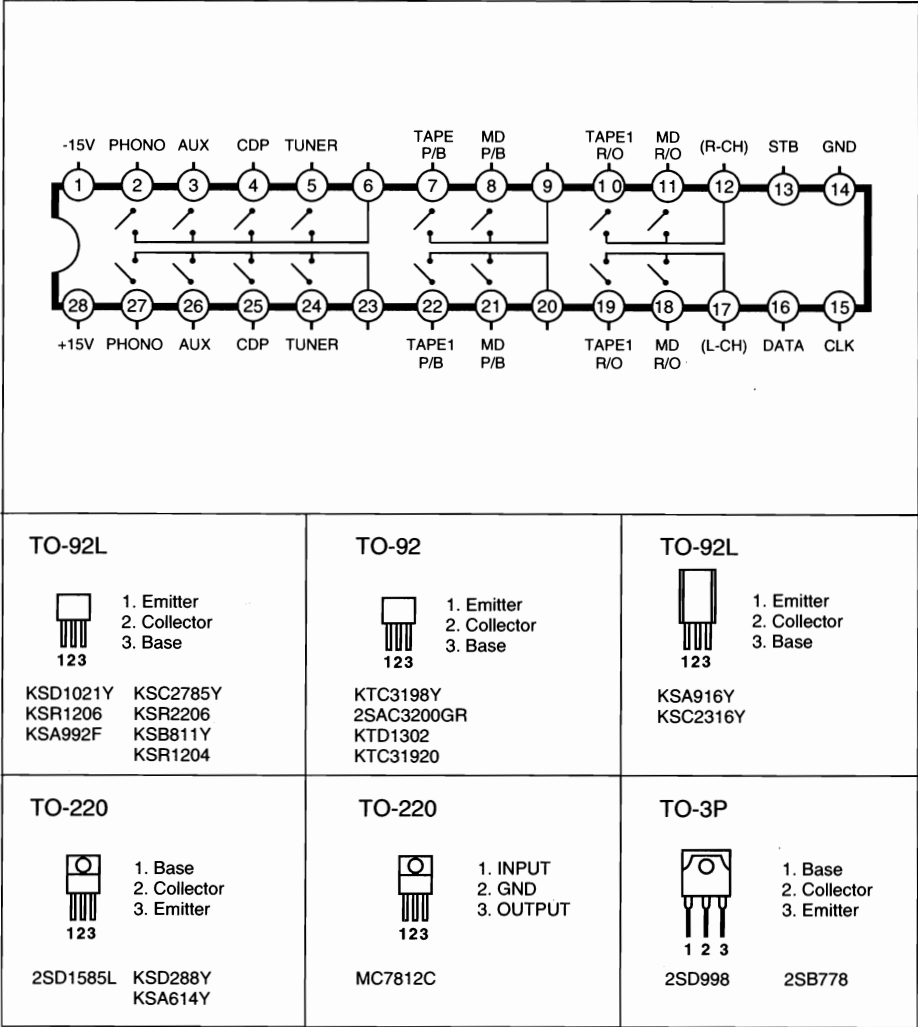 -15V PHONO AUX CDP TUNER TAPE P/B MD P/B TAPE1 R/O MD R/O (R-CH) STB GND
1 2 3 4 5 6 7 8 9 1 0 11 12 13 14
28 27 26 25 24 23 22 21 20 19 18 17 16 15
+15V PHONO AUX CDP TUNER TAPE1 P/B MD P/B TAPE1 R/O MD R/O (L-CH) DATA CLK
TO-92L
1. Emitter
2. Collector
3. Base
123
KSD1021Y KSC2785Y
KSR1206 KSR2206
KSA992F KSB811Y
KSR1204
TO-92
1. Emitter
2. Collector
3. Base
123
KTC3198Y
2SAC3200GR
KTD1302
KTC31920
TO-92L
1. Emitter
2. Collector
3. Base
123
KSA916Y
KSC2316Y
TO-220
1. Base
2. Collector
3. Emitter
123
2SD1585L KSD288Y
KSA614Y
TO-220
1. INPUT
2. GND
3. OUTPUT
123
MC7812C
TO-3P
1. Base
2. Collector
3. Emitter
1 2 3
2SD998 2SB778